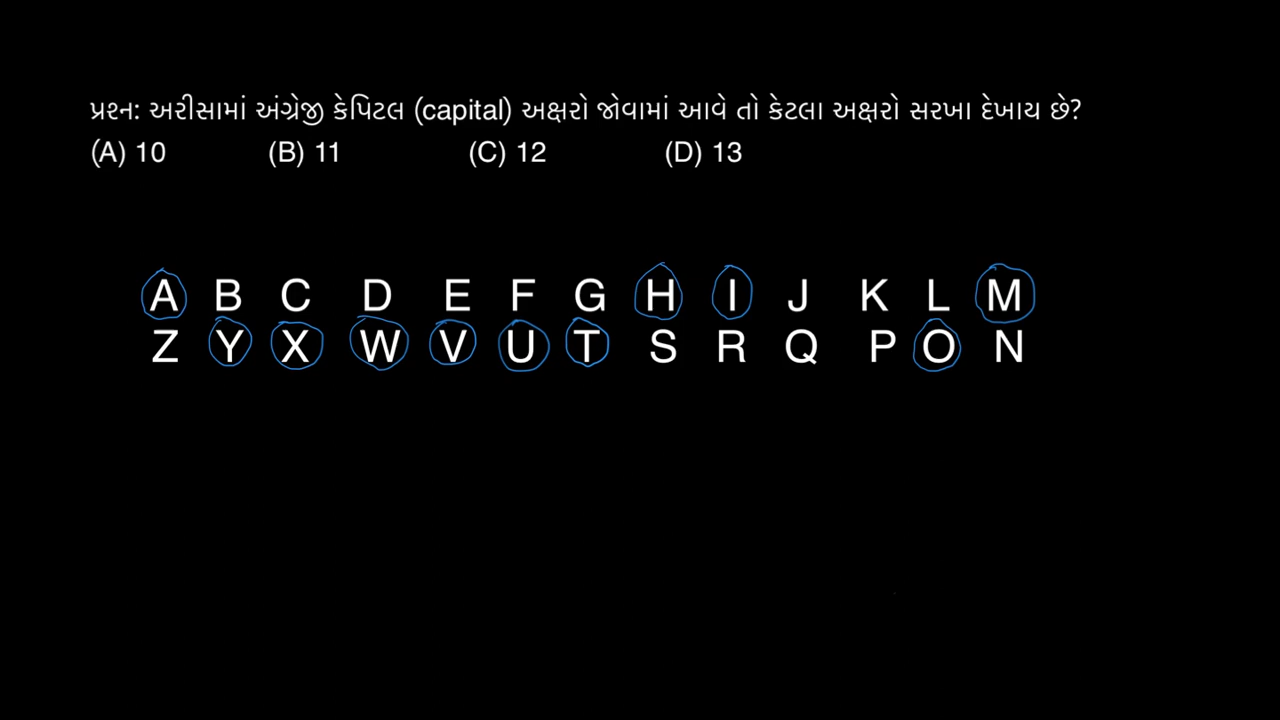 પ્રશ્ન: અરીસામાં અંગ્રેજી કેપિટલ (capital) અક્ષરો જોવામાં આવે તો કેટલા અક્ષરો સરખા દેખાય છે?
(A) 10 (B) 11 (C) 12 (D) 13
A B C D E F G H I J K L M
Z Y X W V U T S R Q P O N